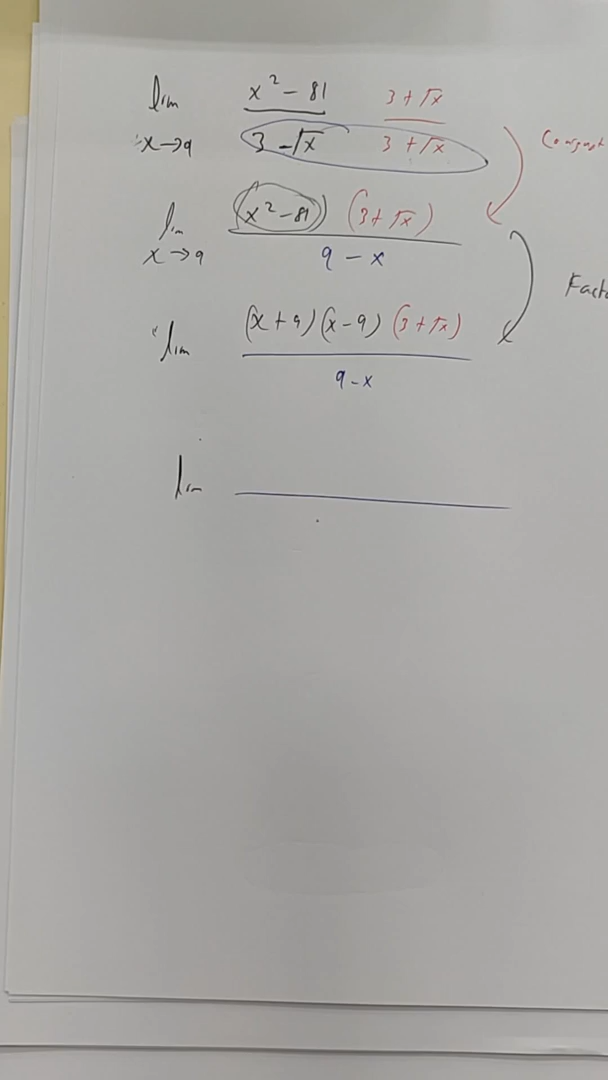 lim x→9 x² - 81 / 3 - √x 3 + √x / 3 + √x
lim x→9 (x² - 81) (3 + √x) / 9 - x
lim (x + 9) (x - 9) (3 + √x) / 9 - x
Facto
lim